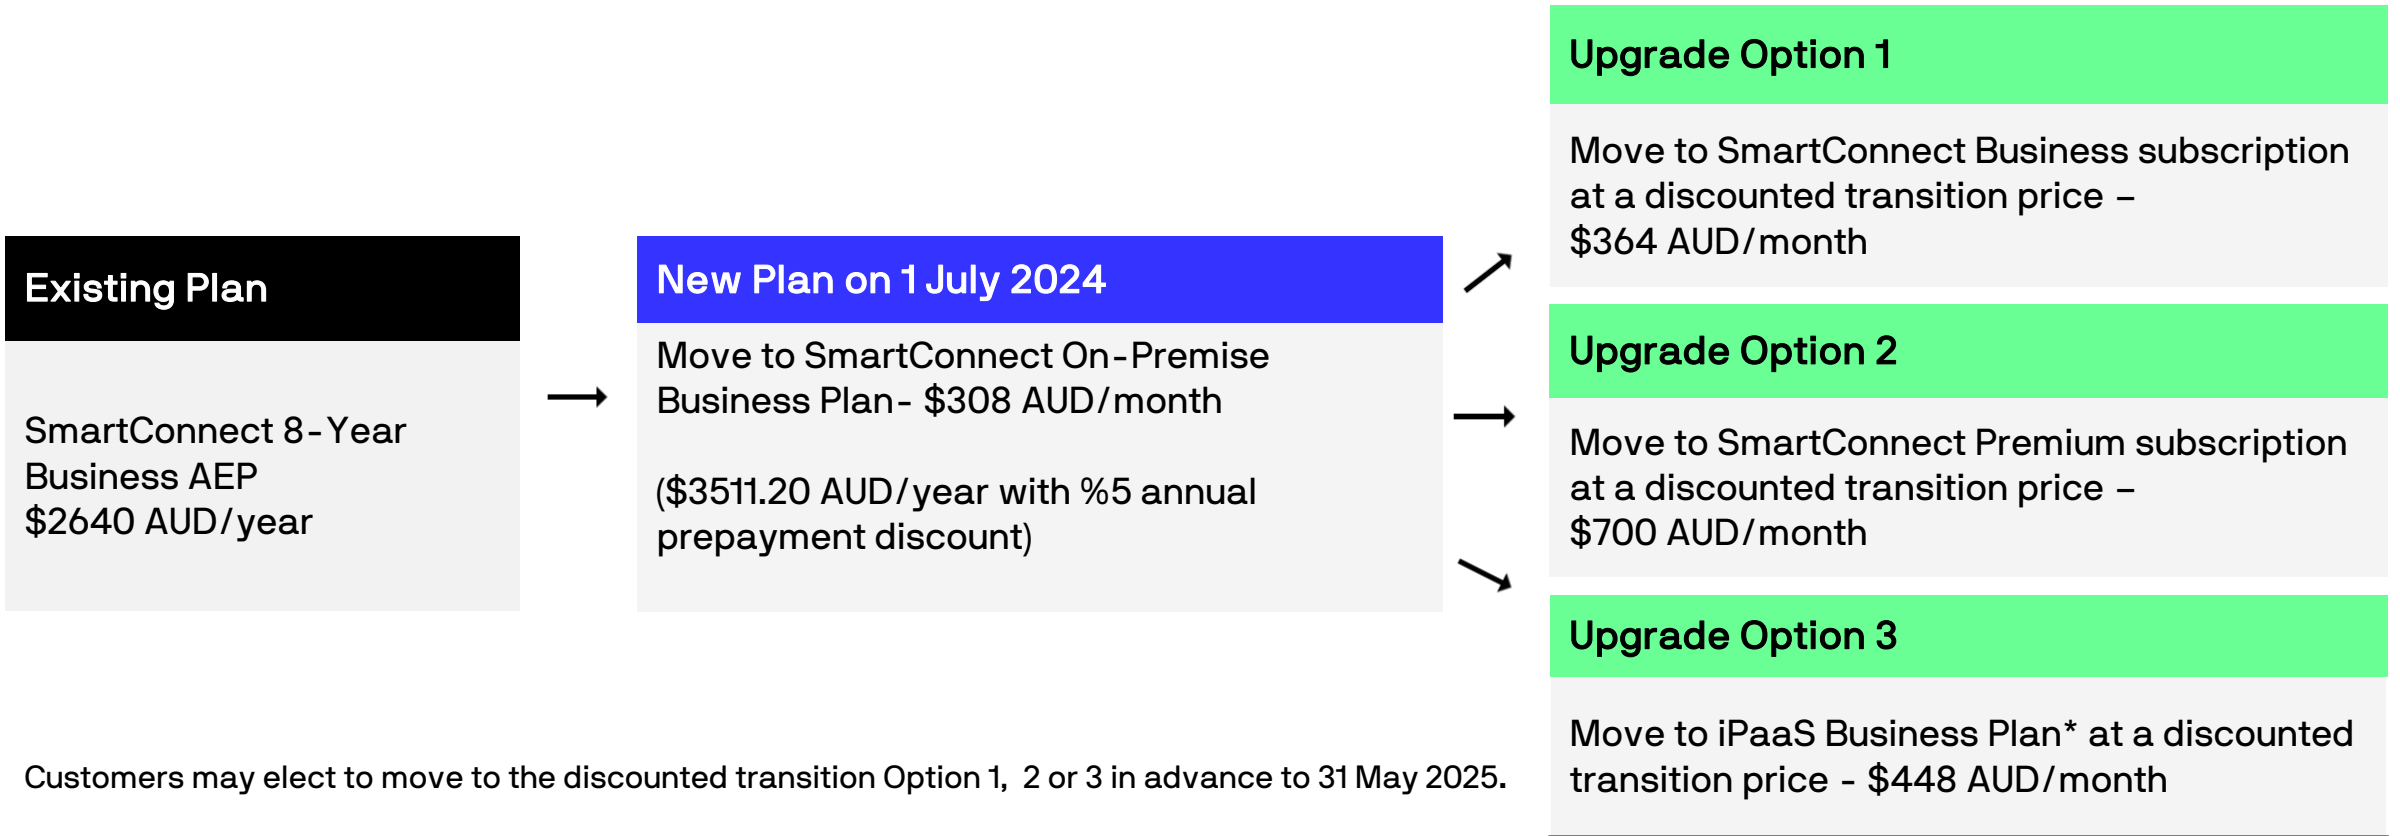 Existing Plan
SmartConnect 8-Year
Business AEP
$2640 AUD/year
New Plan on 1 July 2024
Move to SmartConnect On-Premise
Business Plan- $308 AUD/month
($3511.20 AUD/year with %5 annual
prepayment discount)
Upgrade Option 1
Move to SmartConnect Business subscription
at a discounted transition price –
$364 AUD/month
Upgrade Option 2
Move to SmartConnect Premium subscription
at a discounted transition price –
$700 AUD/month
Upgrade Option 3
Move to iPaaS Business Plan* at a discounted
transition price - $448 AUD/month
Customers may elect to move to the discounted transition Option 1, 2 or 3 in advance to 31 May 2025.